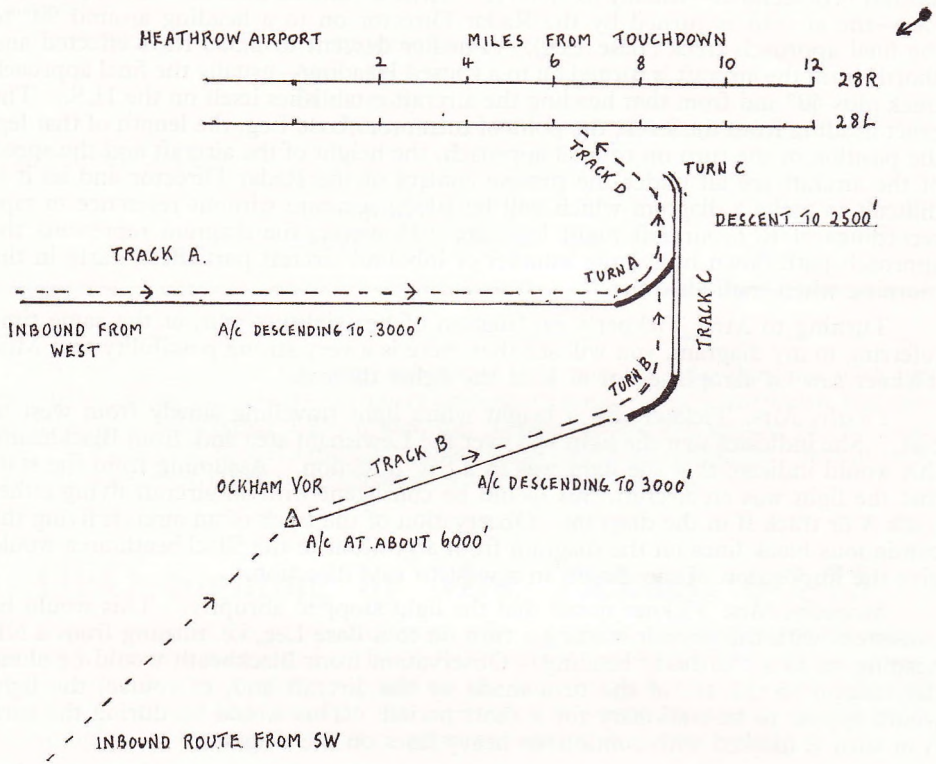 HEATHROW AIRPORT
MILES FROM TOUCHDOWN
2 4 6 8 10 12
28R
28L
TRACK D
TURN C
DESCENT TO 2500'
TRACK A.
TURN A
TRACK C
INBOUND FROM
WEST
A/C DESCENDING TO 3000'
TURN B
TRACK B
OCKHAM VOR
A/C DESCENDING TO 3000'
A/C AT ABOUT 6000'
INBOUND ROUTE FROM SW